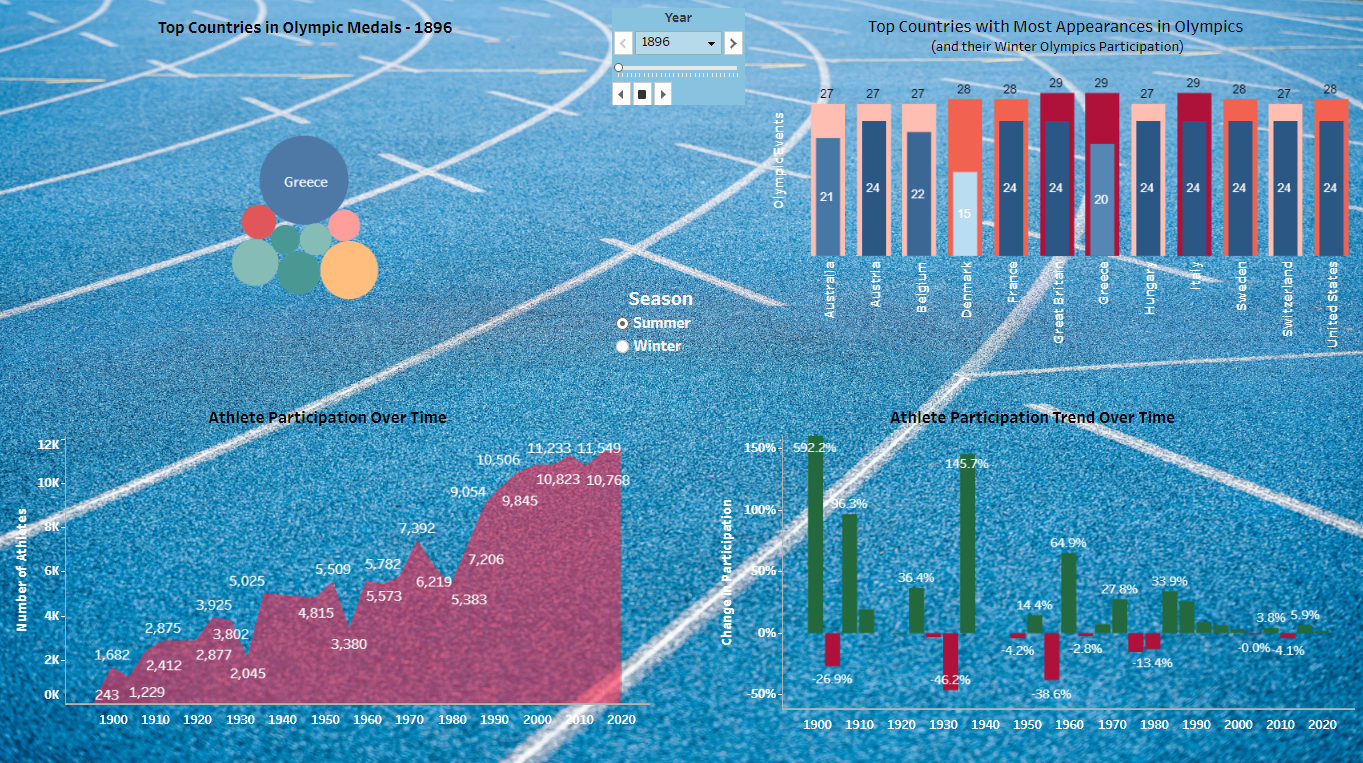 Top Countries in Olympic Medals - 1896
Year
1896
Top Countries with Most Appearances in Olympics
(and their Winter Olympics Participation)
Greece
Olympic Events
27 27 27 28 28 29 29 27 29 28 27 28
21 24 22 15 24 24 20 24 24 24 24 24
Australia
Austria
Belgium
Denmark
France
Great Britain
Greece
Hungary
Italy
Sweden
Switzerland
United States
Season
Summer
Winter
Athlete Participation Over Time
Number of Athletes
12K
10K
8K
6K
4K
2K
0K
243
1,682
1,229
2,412
2,875
2,877
3,925
3,802
2,045
5,025
4,815
5,509
3,380
5,782
5,573
7,392
6,219
5,383
7,206
9,054
10,506
9,845
11,233
10,823
11,549
10,768
1900 1910 1920 1930 1940 1950 1960 1970 1980 1990 2000 2010 2020
Athlete Participation Trend Over Time
Change in Participation
150%
100%
50%
0%
-50%
592.2%
-26.9%
96.3%
36.4%
-46.2%
145.7%
-4.2%
14.4%
-38.6%
64.9%
-2.8%
27.8%
-13.4%
33.9%
-0.0%
3.8%
-4.1%
5.9%
1900 1910 1920 1930 1940 1950 1960 1970 1980 1990 2000 2010 2020